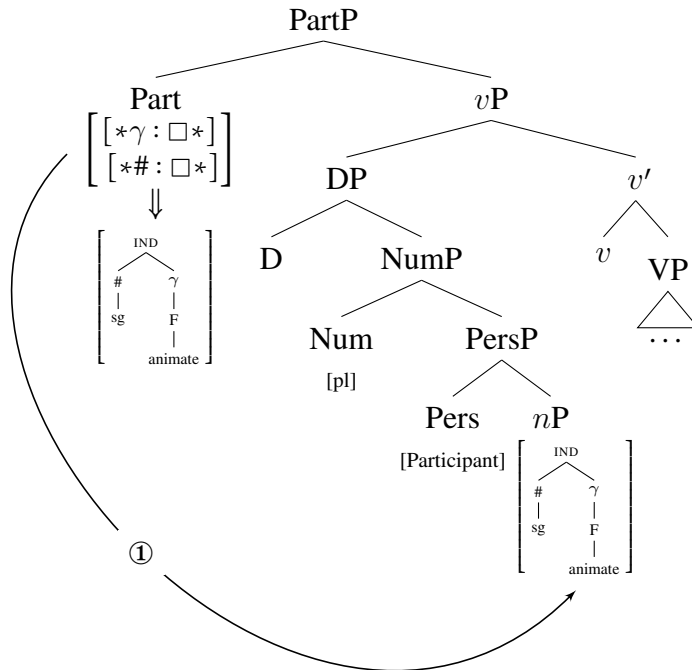 PartP
Part vP
[∗γ : □∗]
[∗# : □∗]
DP v′
⇓
D NumP v VP
IND
# γ
sg F
animate
Num PersP . . .
[pl]
Pers nP
[Participant]
IND
# γ
sg F
animate
①